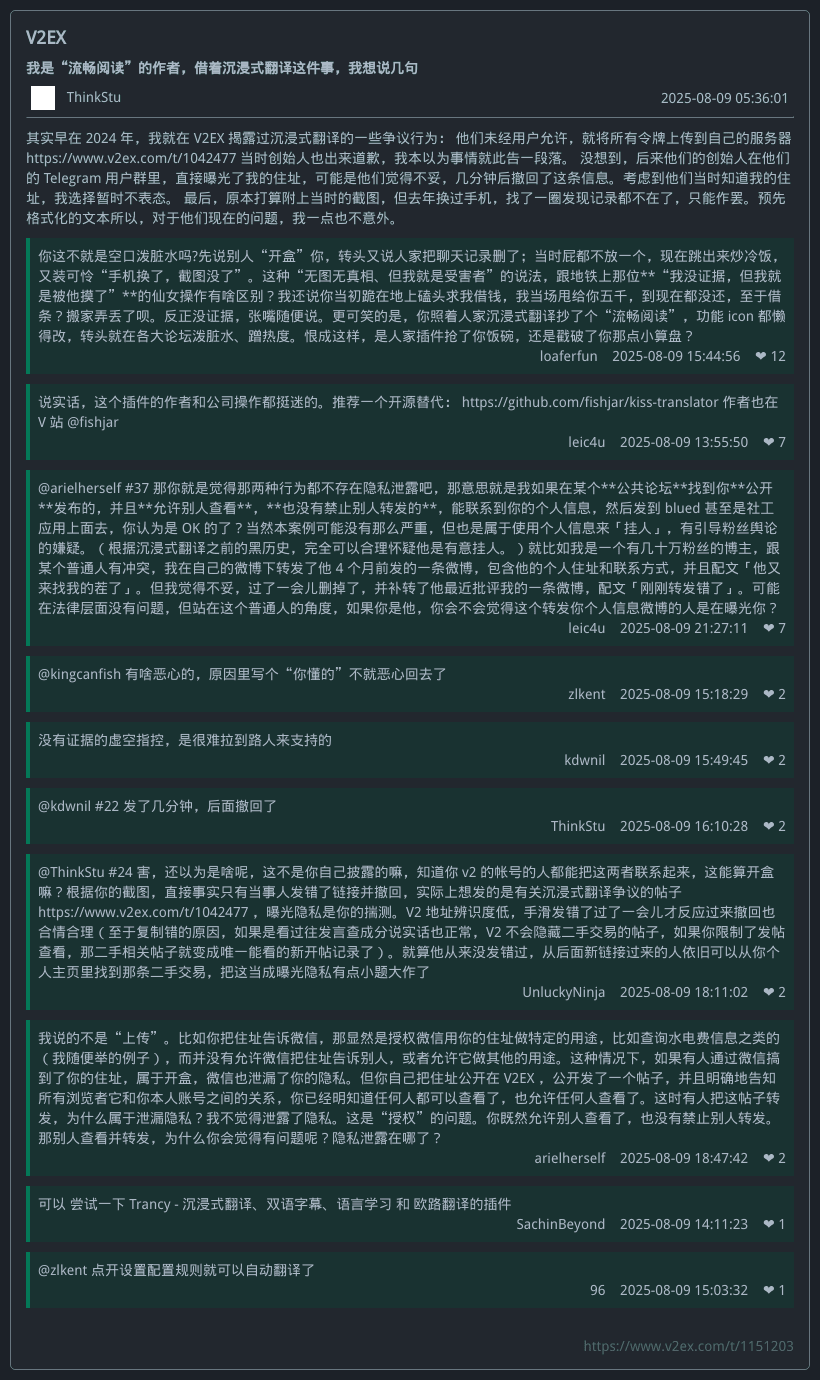 V2EX
我是“流畅阅读”的作者，借着沉浸式翻译这件事，我想说几句
ThinkStu 2025-08-09 05:36:01
其实早在 2024 年，我就在 V2EX 揭露过沉浸式翻译的一些争议行为： 他们未经用户允许，就将所有令牌上传到自己的服务器
https://www.v2ex.com/t/1042477 当时创始人也出来道歉，我本以为事情就此告一段落。 没想到，后来他们的创始人在他们
的 Telegram 用户群里，直接曝光了我的住址，可能是他们觉得不妥，几分钟后撤回了这条信息。考虑到他们当时知道我的住
址，我选择暂时不表态。 最后，原本打算附上当时的截图，但去年换过手机，找了一圈发现记录都不在了，只能作罢。预先
格式化的文本所以，对于他们现在的问题，我一点也不意外。
你这不就是空口泼脏水吗?先说别人“开盒”你，转头又说人家把聊天记录删了；当时屁都不放一个，现在跳出来炒冷饭，
又装可怜“手机换了，截图没了”。这种“无图无真相、但我就是受害者”的说法，跟地铁上那位**“我没证据，但我就
是被他摸了”**的仙女操作有啥区别？我还说你当初跪在地上磕头求我借钱，我当场甩给你五千，到现在都没还，至于借
条？搬家弄丢了呗。反正没证据，张嘴随便说。更可笑的是，你照着人家沉浸式翻译抄了个“流畅阅读”，功能 icon 都懒
得改，转头就在各大论坛泼脏水、蹭热度。恨成这样，是人家插件抢了你饭碗，还是戳破了你那点小算盘？
loaferfun 2025-08-09 15:44:56 ❤ 12
说实话，这个插件的作者和公司操作都挺迷的。推荐一个开源替代： https://github.com/fishjar/kiss-translator 作者也在
V 站 @fishjar
leic4u 2025-08-09 13:55:50 ❤ 7
@arielherself #37 那你就是觉得那两种行为都不存在隐私泄露吧，那意思就是我如果在某个**公共论坛**找到你**公开
**发布的，并且**允许别人查看**，**也没有禁止别人转发的**，能联系到你的个人信息，然后发到 blued 甚至是社工
应用上面去，你认为是 OK 的了？当然本案例可能没有那么严重，但也是属于使用个人信息来「挂人」，有引导粉丝舆论
的嫌疑。（根据沉浸式翻译之前的黑历史，完全可以合理怀疑他是有意挂人。）就比如我是一个有几十万粉丝的博主，跟
某个普通人有冲突，我在自己的微博下转发了他 4 个月前发的一条微博，包含他的个人住址和联系方式，并且配文「他又
来找我的茬了」。但我觉得不妥，过了一会儿删掉了，并补转了他最近批评我的一条微博，配文「刚刚转发错了」。可能
在法律层面没有问题，但站在这个普通人的角度，如果你是他，你会不会觉得这个转发你个人信息微博的人是在曝光你？
leic4u 2025-08-09 21:27:11 ❤ 7
@kingcanfish 有啥恶心的，原因里写个“你懂的”不就恶心回去了
zlkent 2025-08-09 15:18:29 ❤ 2
没有证据的虚空指控，是很难拉到路人来支持的
kdwnil 2025-08-09 15:49:45 ❤ 2
@kdwnil #22 发了几分钟，后面撤回了
ThinkStu 2025-08-09 16:10:28 ❤ 2
@ThinkStu #24 害，还以为是啥呢，这不是你自己披露的嘛，知道你 v2 的帐号的人都能把这两者联系起来，这能算开盒
嘛？根据你的截图，直接事实只有当事人发错了链接并撤回，实际上想发的是有关沉浸式翻译争议的帖子
https://www.v2ex.com/t/1042477 ，曝光隐私是你的揣测。V2 地址辨识度低，手滑发错了过了一会儿才反应过来撤回也
合情合理（至于复制错的原因，如果是看过往发言查成分说实话也正常，V2 不会隐藏二手交易的帖子，如果你限制了发帖
查看，那二手相关帖子就变成唯一能看的新开帖记录了）。就算他从来没发错过，从后面新链接过来的人依旧可以从你个
人主页里找到那条二手交易，把这当成曝光隐私有点小题大作了
UnluckyNinja 2025-08-09 18:11:02 ❤ 2
我说的不是“上传”。比如你把住址告诉微信，那显然是授权微信用你的住址做特定的用途，比如查询水电费信息之类的
（我随便举的例子），而并没有允许微信把住址告诉别人，或者允许它做其他的用途。这种情况下，如果有人通过微信搞
到了你的住址，属于开盒，微信也泄漏了你的隐私。但你自己把住址公开在 V2EX ，公开发了一个帖子，并且明确地告知
所有浏览者它和你本人账号之间的关系，你已经明知道任何人都可以查看了，也允许任何人查看了。这时有人把这帖子转
发，为什么属于泄漏隐私？我不觉得泄露了隐私。这是“授权”的问题。你既然允许别人查看了，也没有禁止别人转发。
那别人查看并转发，为什么你会觉得有问题呢？隐私泄露在哪了？
arielherself 2025-08-09 18:47:42 ❤ 2
可以 尝试一下 Trancy - 沉浸式翻译、双语字幕、语言学习 和 欧路翻译的插件
SachinBeyond 2025-08-09 14:11:23 ❤ 1
@zlkent 点开设置配置规则就可以自动翻译了
96 2025-08-09 15:03:32 ❤ 1
https://www.v2ex.com/t/1151203